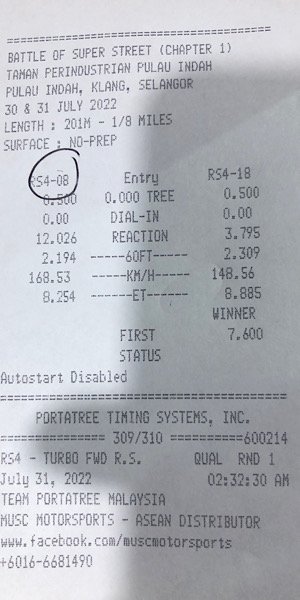 ====================================
BATTLE OF SUPER STREET (CHAPTER 1)
TAMAN PERINDUSTRIAN PULAU INDAH
PULAU INDAH, KLANG, SELANGOR
30 & 31 JULY 2022
LENGTH : 201M - 1/8 MILES
SURFACE : NO-PREP
RS4-08 Entry RS4-18
0.500 0.000 TREE 0.500
0.00 DIAL-IN 0.00
12.026 REACTION 3.795
2.194 -----60FT----- 2.309
168.53 -----KM/H----- 148.56
8.254 ------ET------ 8.885
WINNER
FIRST 7.600
STATUS
Autostart Disabled
====================================
PORTATREE TIMING SYSTEMS, INC.
============== 309/310 ==========600214
RS4 - TURBO FWD R.S. QUAL RND 1
July 31, 2022 02:32:30 AM
TEAM PORTATREE MALAYSIA
MUSC MOTORSPORTS - ASEAN DISTRIBUTOR
www.facebook.com/muscmotorsports
+6016-6681490